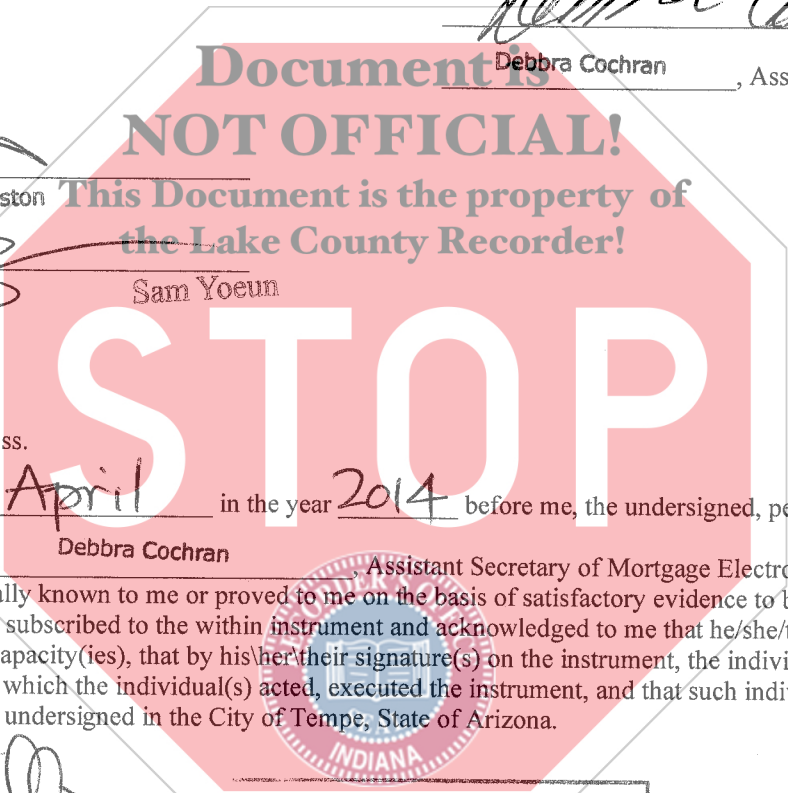 Document is
Debbra Cochran
, Ass
NOT OFFICIAL!
ston
This Document is the property of
the Lake County Recorder!
Sam Yoeun
STOP
ss.
April in the year 2014 before me, the undersigned, pe
Debbra Cochran
, Assistant Secretary of Mortgage Electro
ally known to me or proved to me on the basis of satisfactory evidence to b
subscribed to the within instrument and acknowledged to me that he/she/t
apacity(ies), that by his\her\their signature(s) on the instrument, the indivi
which the individual(s) acted, executed the instrument, and that such indiv
undersigned in the City of Tempe, State of Arizona.
INDIANA